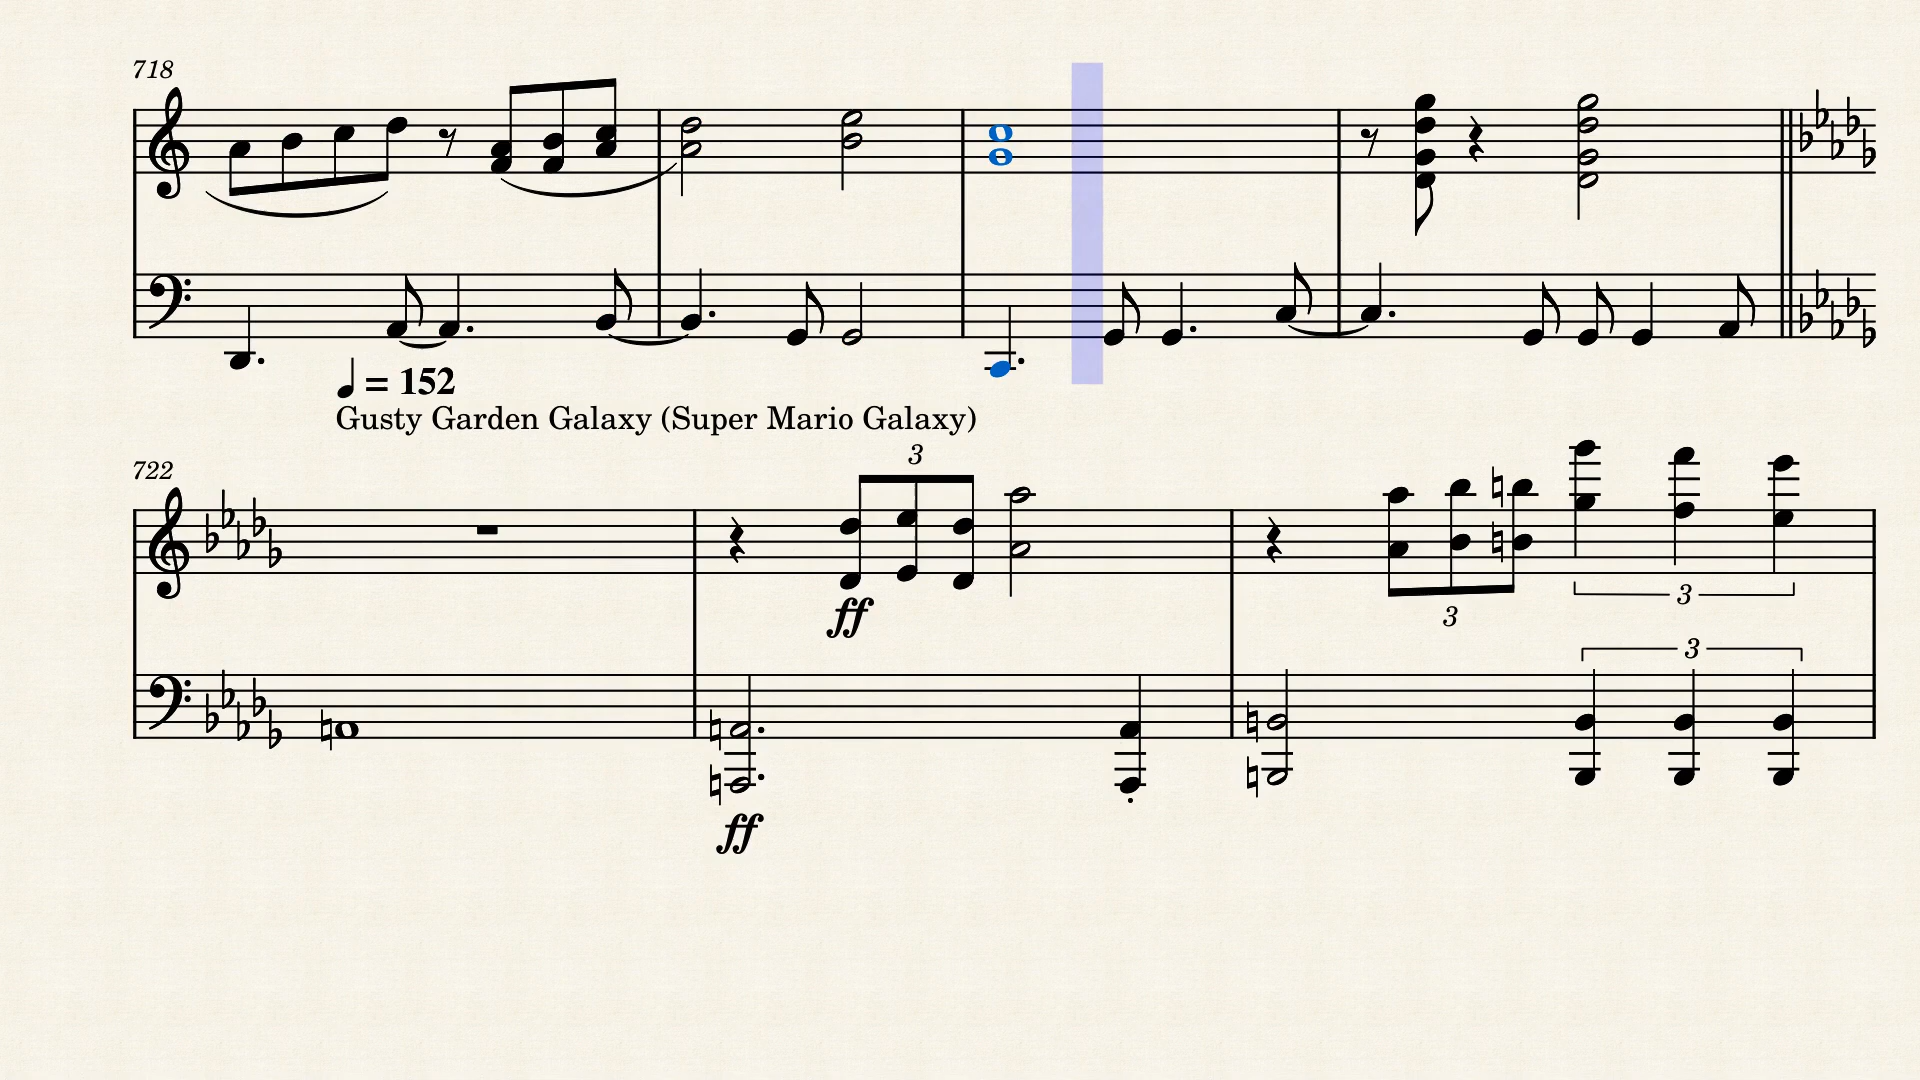 718
♩ = 152
Gusty Garden Galaxy (Super Mario Galaxy)
722
3
3
3
3
ff
ff